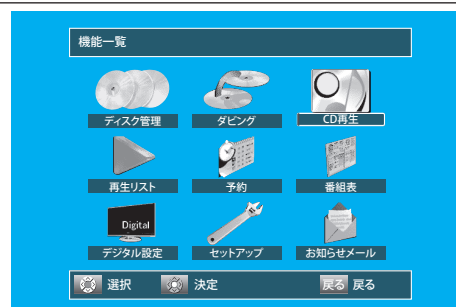 機能一覧
ディスク管理 ダビング CD再生
再生リスト 予約 番組表
Digital
デジタル設定 セットアップ お知らせメール
選択 決定 戻る 戻る